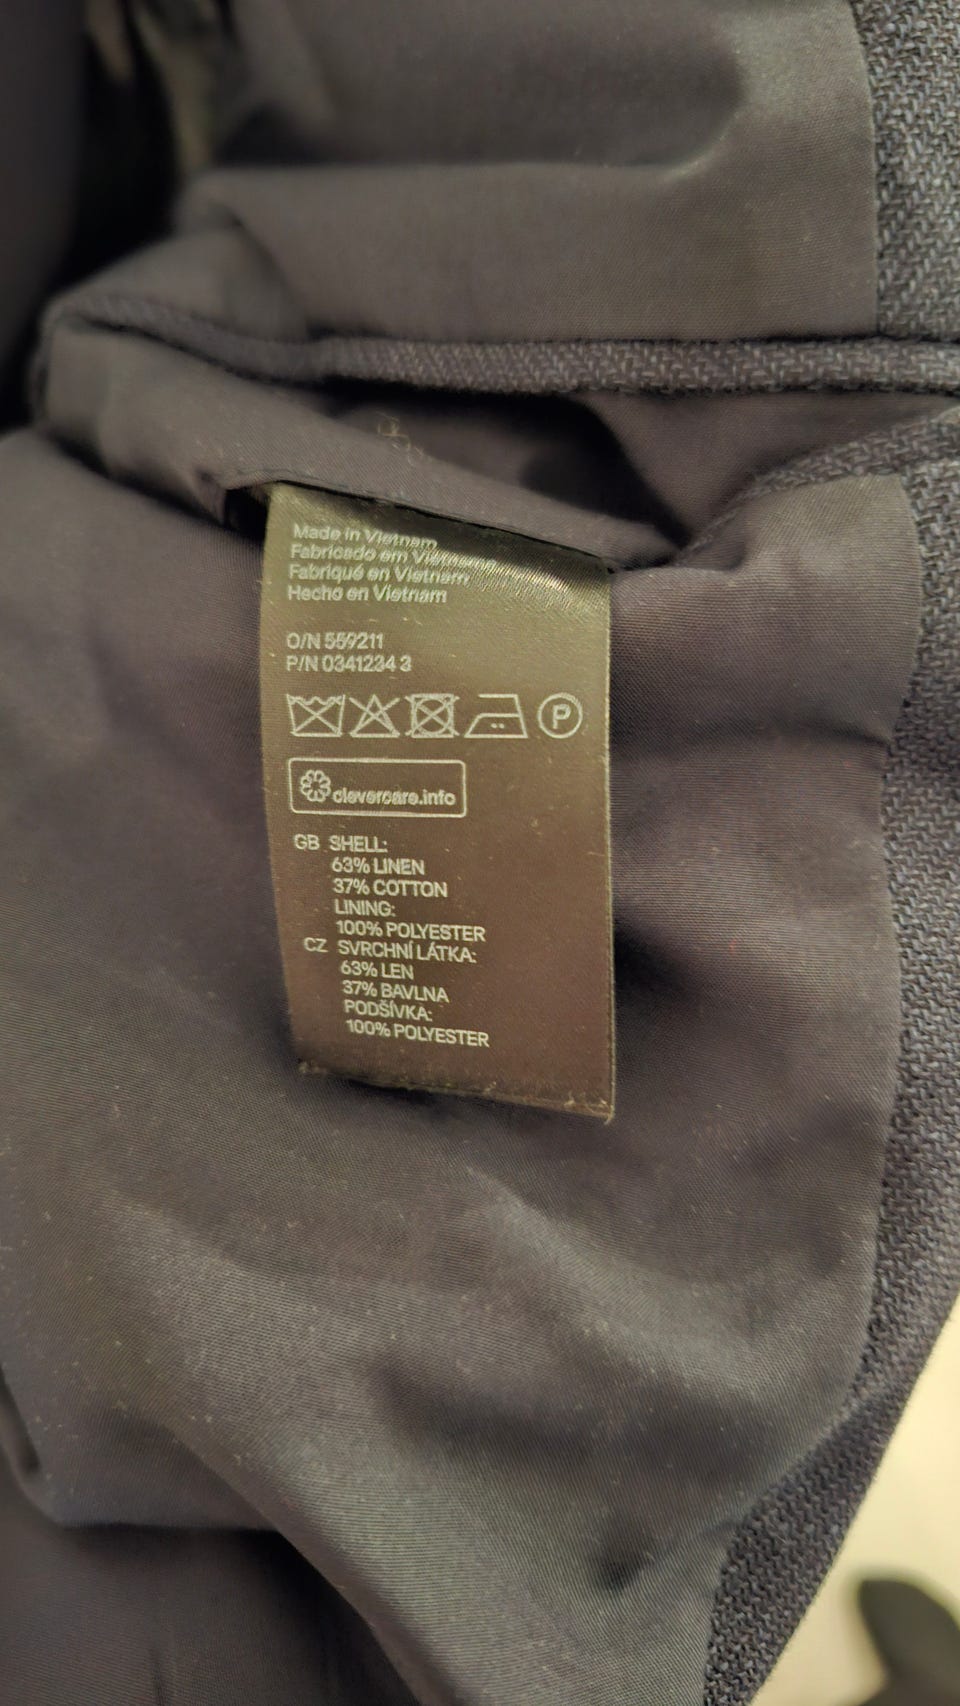 Made in Vietnam
Fabricado em Vietname
Fabriqué en Vietnam
Hecho en Vietnam
O/N 559211
P/N 0341234 3
P
clevercare.info
GB SHELL:
63% LINEN
37% COTTON
LINING:
100% POLYESTER
CZ SVRCHNÍ LÁTKA:
63% LEN
37% BAVLNA
PODŠÍVKA:
100% POLYESTER